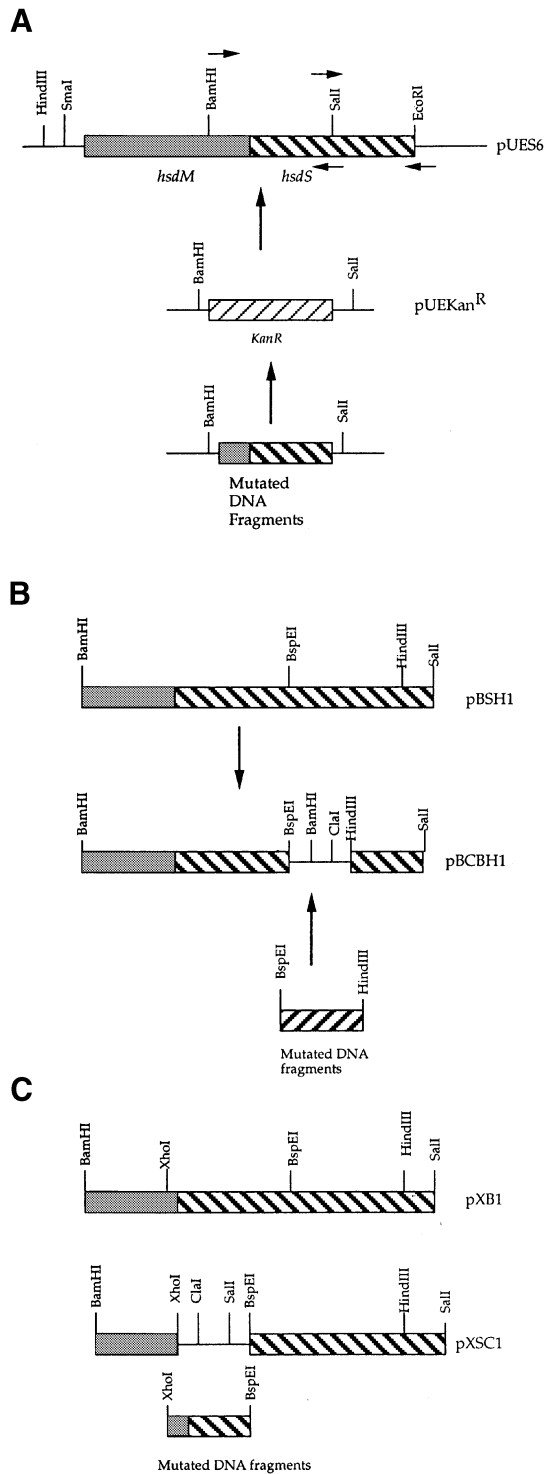 A
HindIII
SmaI
BamHI
SalI
EcoRI
pUES6
hsdM
hsdS
BamHI
SalI
pUEKanR
KanR
BamHI
SalI
Mutated
DNA
Fragments
B
BamHI
BspEI
HindIII
SalI
pBSH1
BamHI
BspEI
BamHI
ClaI
HindIII
SalI
pBCBH1
BspEI
HindIII
Mutated DNA
fragments
C
BamHI
XhoI
BspEI
HindIII
SalI
pXB1
BamHI
XhoI
ClaI
SalI
BspEI
HindIII
SalI
pXSC1
XhoI
BspEI
Mutated DNA fragments